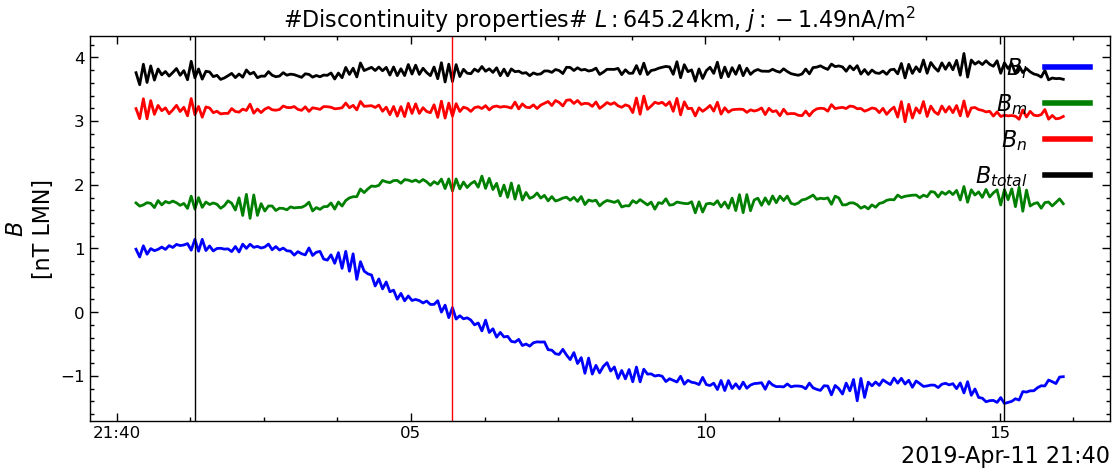 #Discontinuity properties# L : 645.24km, j : −1.49nA/m²
B
[nT LMN]
4
3
2
1
0
−1
B_l
B_m
B_n
B_total
21:40
05
10
15
2019-Apr-11 21:40